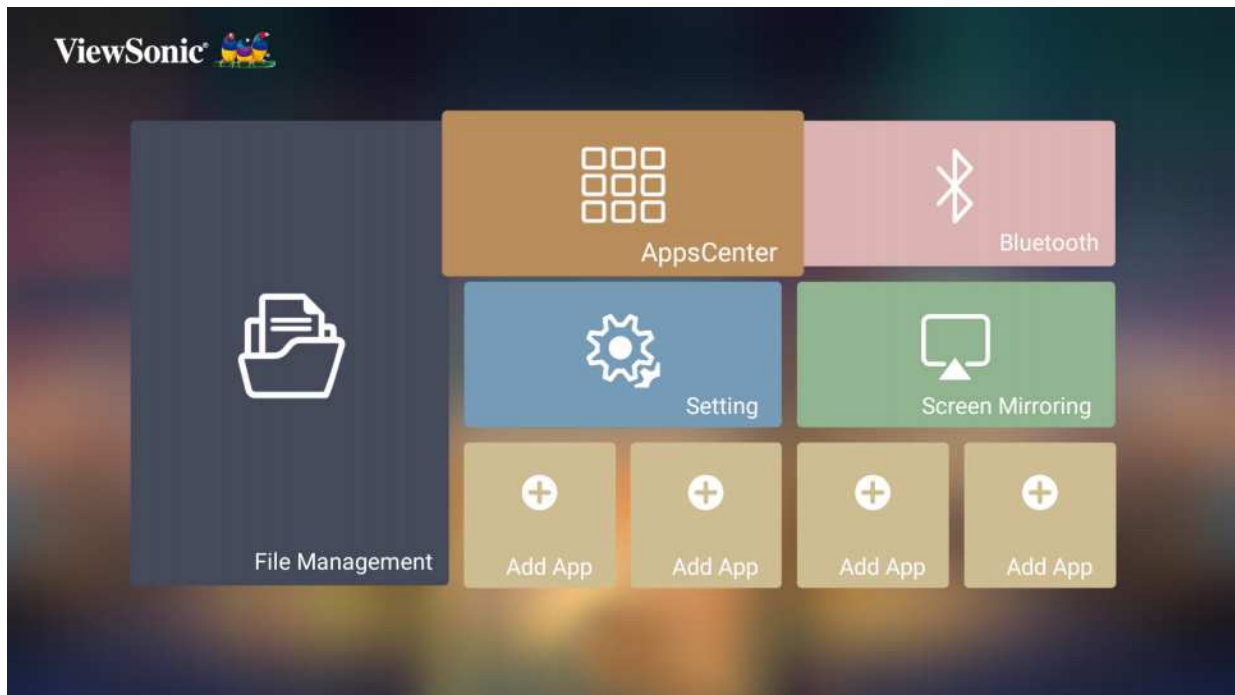 ViewSonic®
AppsCenter
Bluetooth
Setting
Screen Mirroring
File Management
Add App
Add App
Add App
Add App